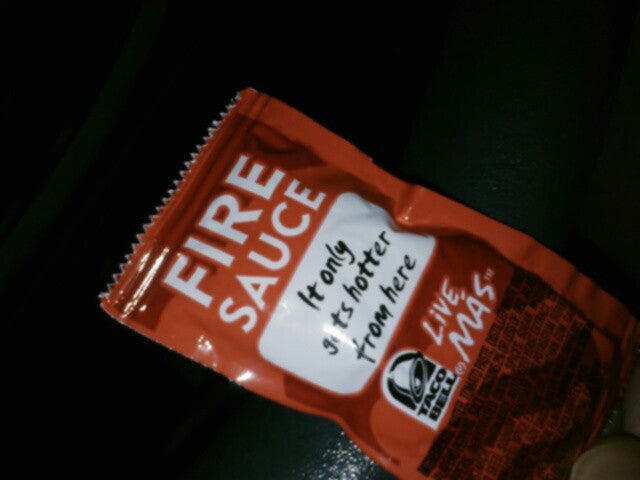 FIRE
SAUCE
It only
gets hotter
from here
LIVE
MÁS™
TACO
BELL®